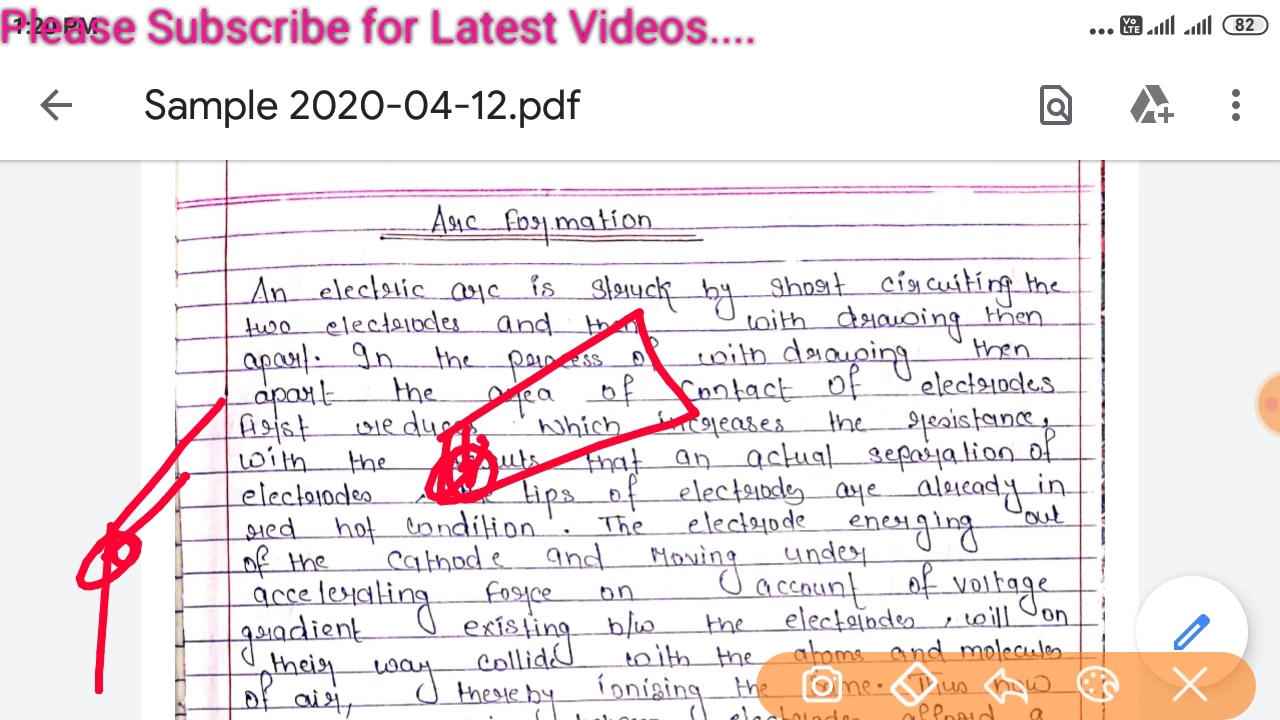 Please Subscribe for Latest Videos....
1:20 PM
82
Sample 2020-04-12.pdf
Arc Formation
An electric arc is struck by short circuiting the
two electrodes and then with drawing then
apart. In the process of with drawing then
apart the area of contact of electrodes
first reduces which increases the resistance,
with the that an actual separation of
electrodes, tips of electrodes are already in
red hot condition. The electrode energing out
of the cathode and moving under
accelerating force on account of voltage
gradient existing b/w the electrodes, will on
their way collide with the atoms and molecules
of air, thereby ionising the Thus now
electrodes afford a